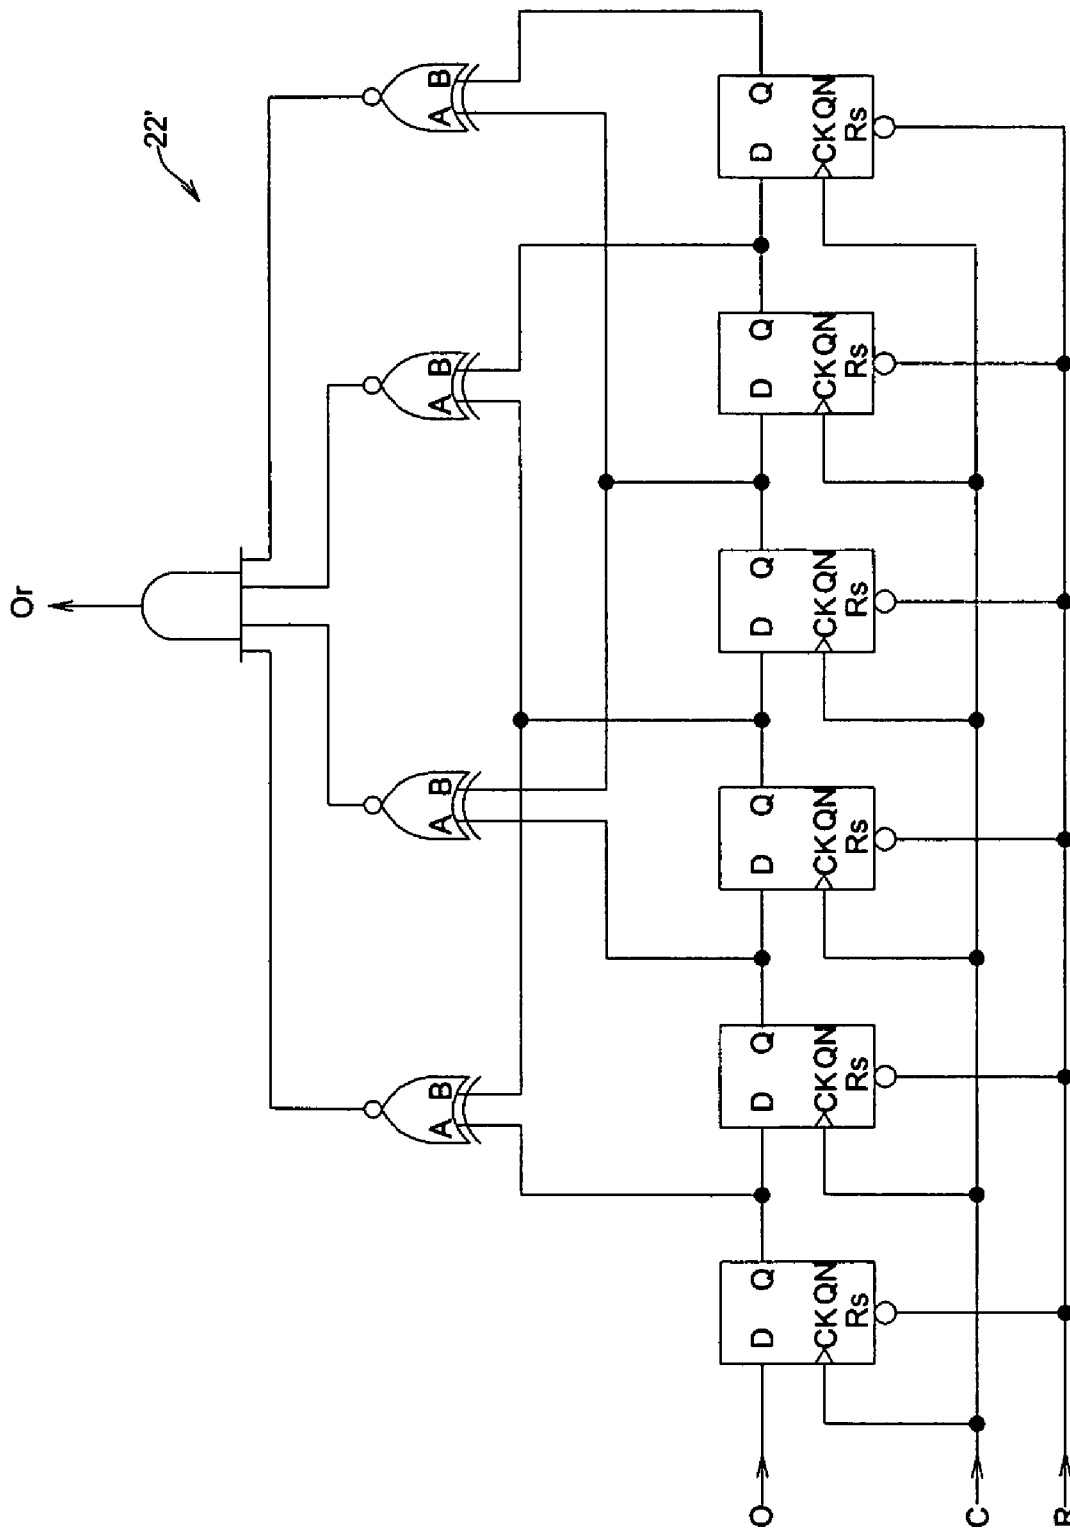 Or
22'
A B A B A B A B
O D Q D Q D Q D Q D Q D Q
CK QN CK QN CK QN CK QN CK QN CK QN
Rs Rs Rs Rs Rs Rs
C
R